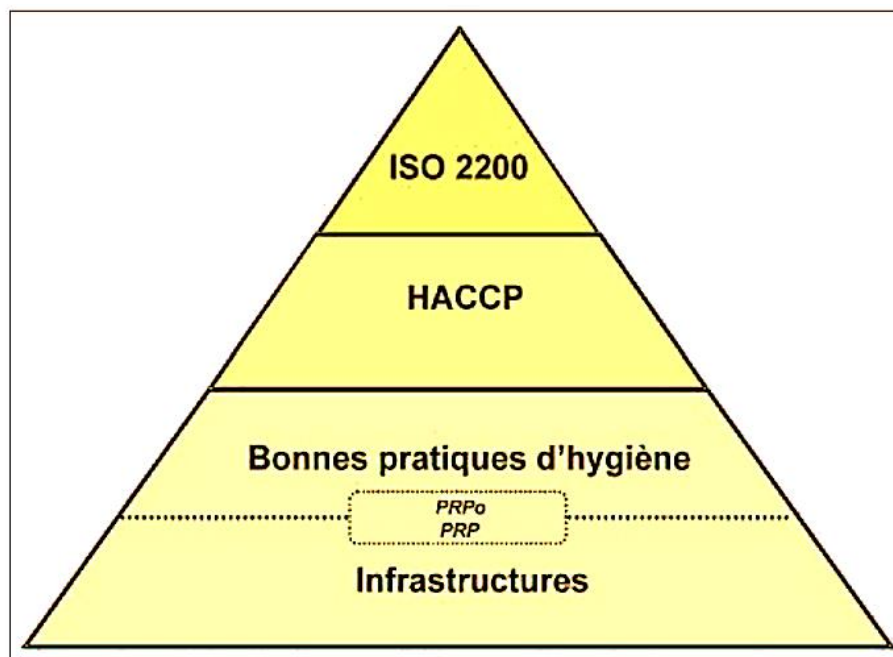 ISO 2200
HACCP
Bonnes pratiques d’hygiène
PRPo
PRP
Infrastructures